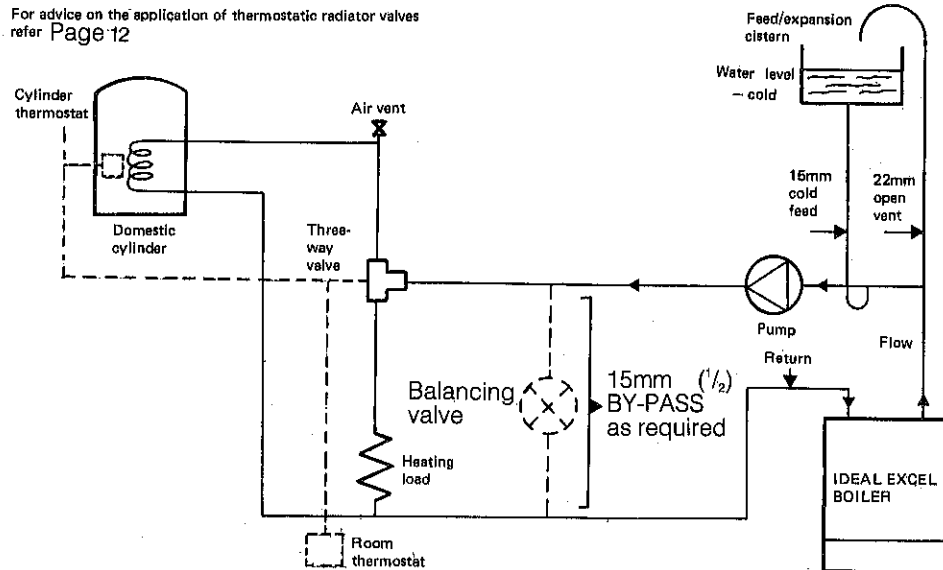 For advice on the application of thermostatic radiator valves
refer Page 12
Feed/expansion
cistern
Water level
– cold
Cylinder
thermostat
Air vent
15mm
cold
feed
22mm
open
vent
Domestic
cylinder
Three-
way
valve
Pump
Flow
Return
Balancing
valve
15mm (1/2)
BY-PASS
as required
Heating
load
IDEAL EXCEL
BOILER
Room
thermostat